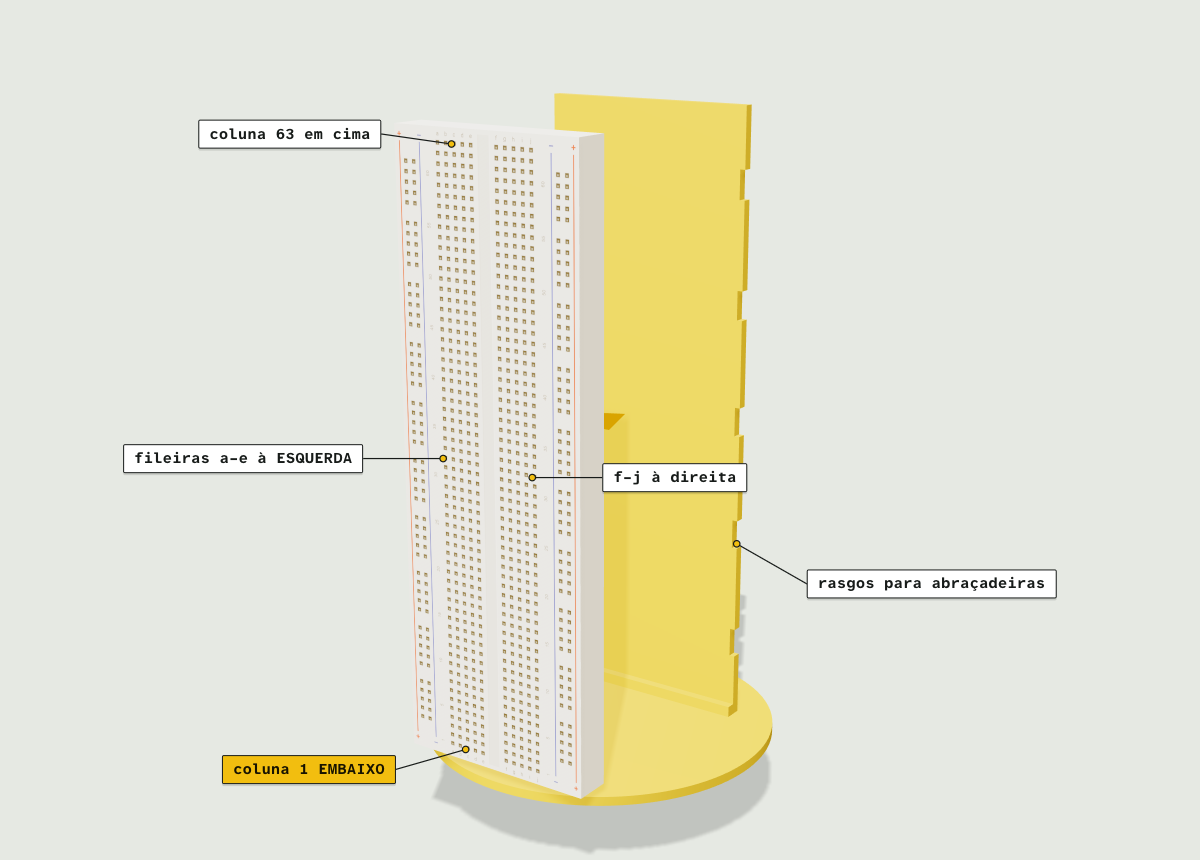 coluna 63 em cima
fileiras a–e à ESQUERDA
f–j à direita
rasgos para abraçadeiras
coluna 1 EMBAIXO